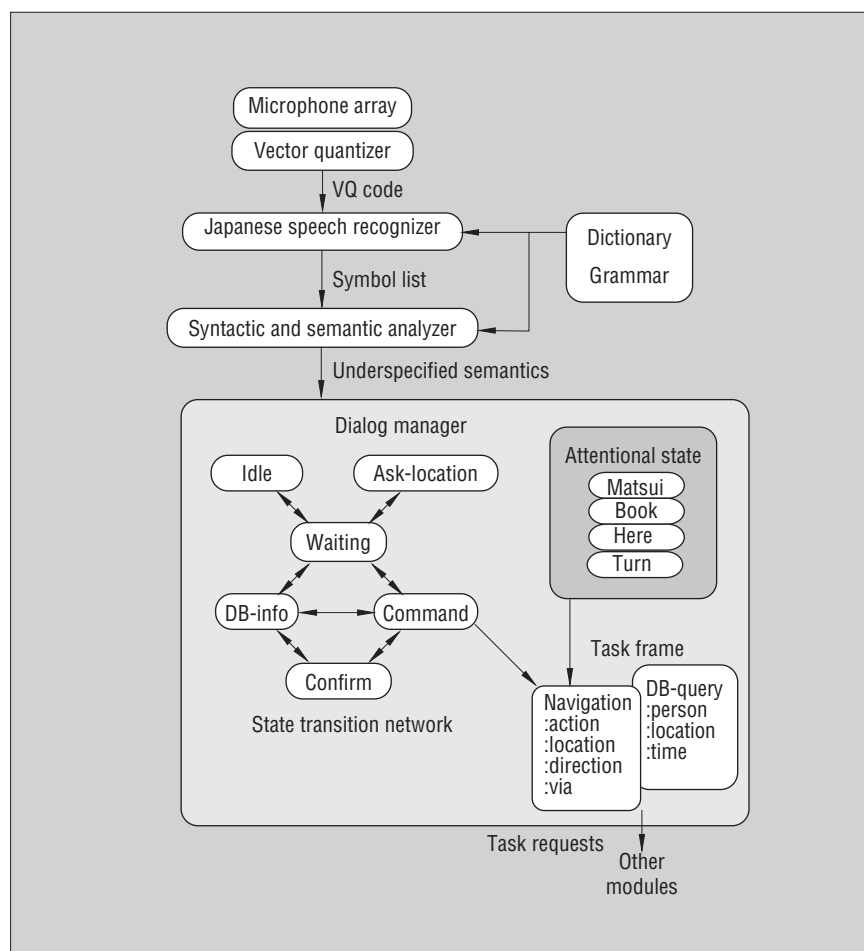 Microphone array
Vector quantizer
VQ code
Japanese speech recognizer
Dictionary
Grammar
Symbol list
Syntactic and semantic analyzer
Underspecified semantics
Dialog manager
Idle
Ask-location
Waiting
DB-info
Command
Confirm
State transition network
Attentional state
Matsui
Book
Here
Turn
Task frame
Navigation
:action
:location
:direction
:via
DB-query
:person
:location
:time
Task requests
Other
modules